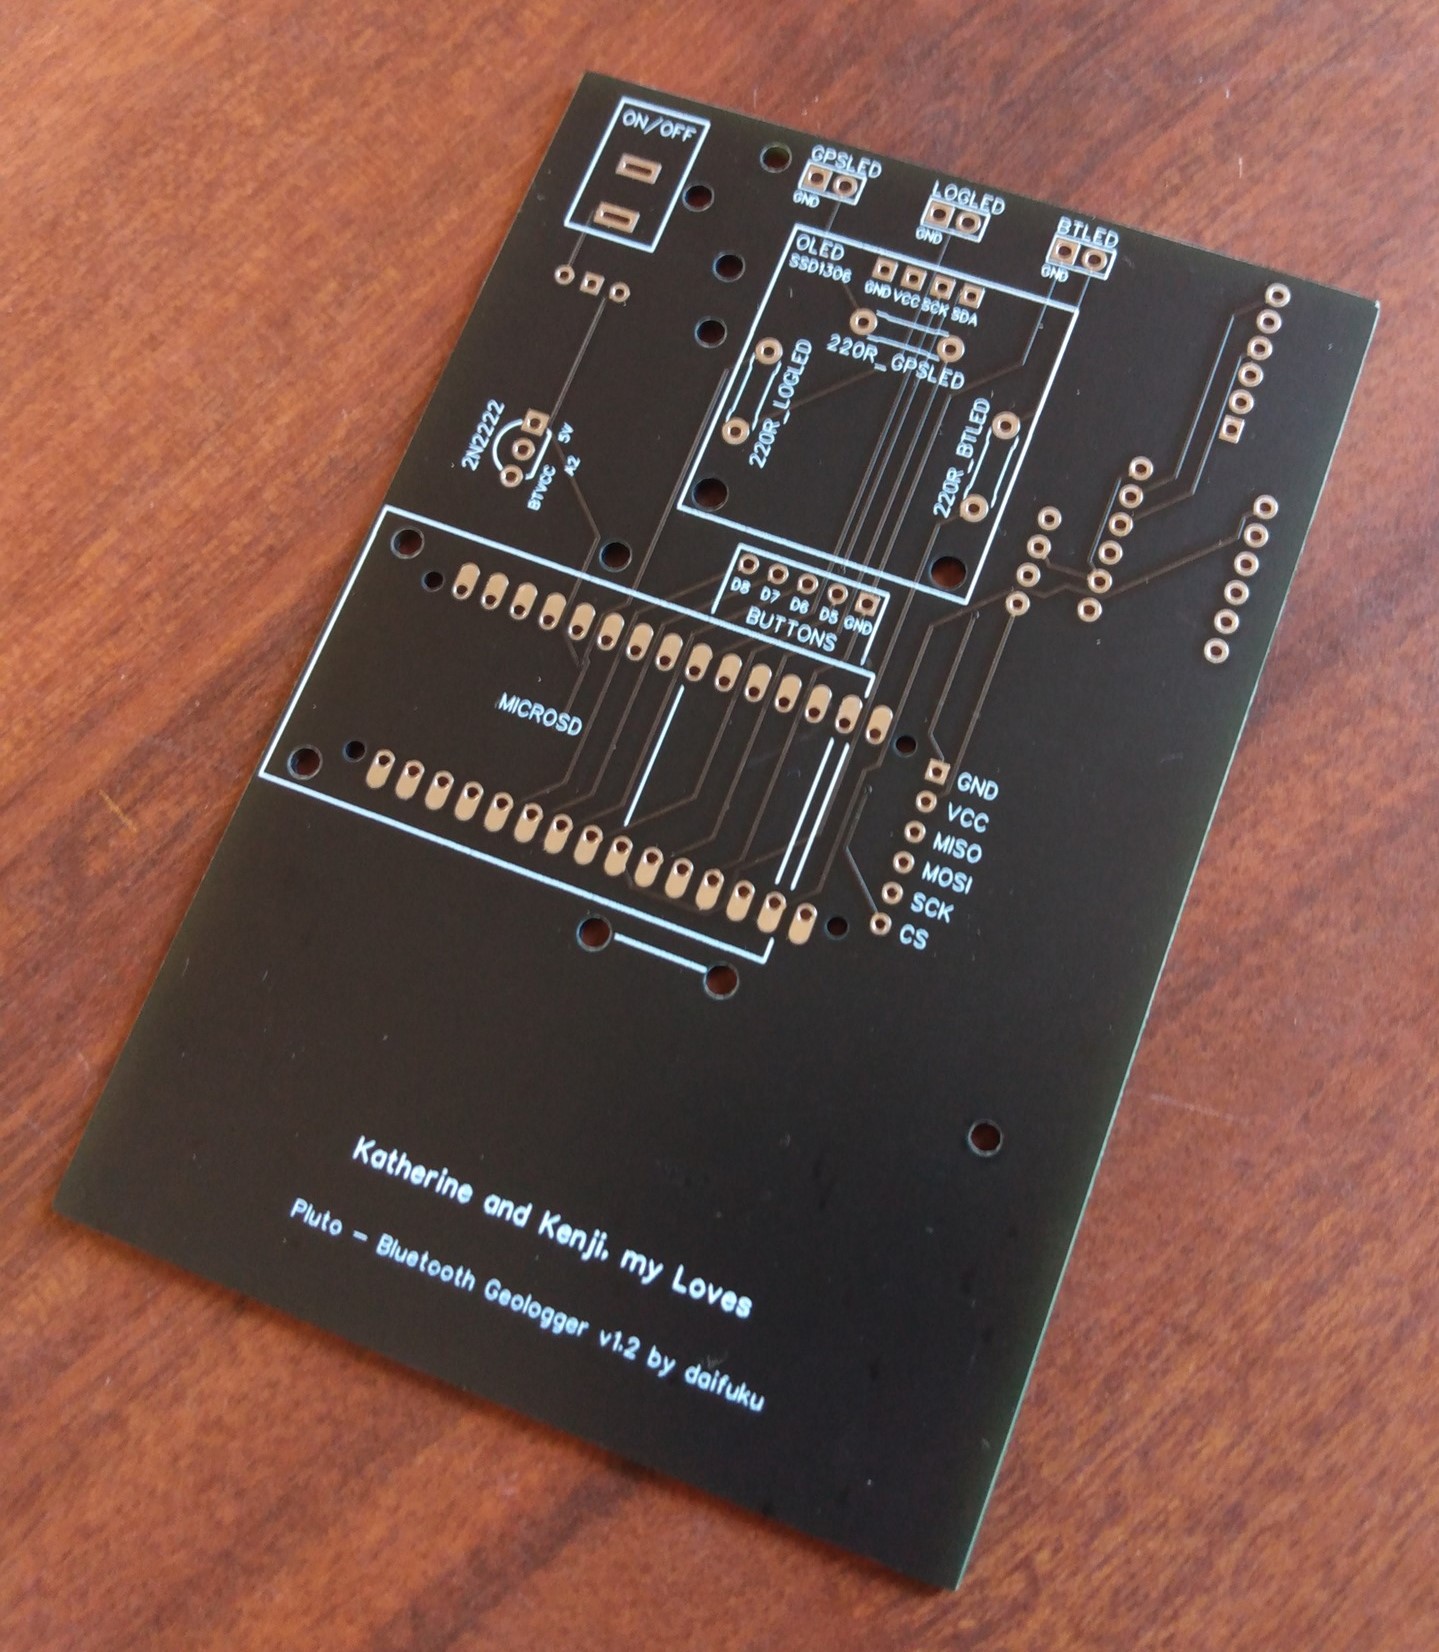 ON/OFF
GPSLED
GND
LOGLED
GND
BTLED
GND
OLED
SSD1306
GND VCC SCK SDA
220R_GPSLED
220R_LOGLED
220R_BTLED
2N2222
5V
A2
BTVCC
D8 D7 D6 D5 GND
BUTTONS
MICROSD
GND
VCC
MISO
MOSI
SCK
CS
Katherine and Kenji, my Loves
Pluto - Bluetooth Geologger v1.2 by daifuku